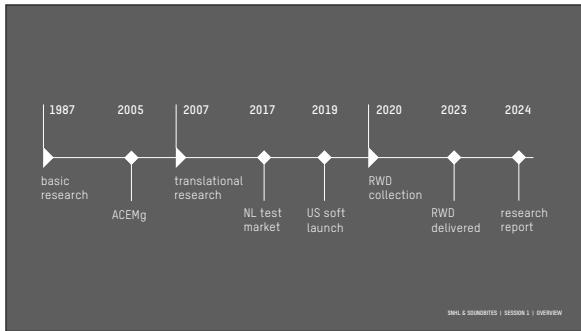 1987 2005 2007 2017 2019 2020 2023 2024
basic
research
ACEMg
translational
research
NL test
market
US soft
launch
RWD
collection
RWD
delivered
research
report
SNHL & SOUNDBITES | SESSION 1 | OVERVIEW